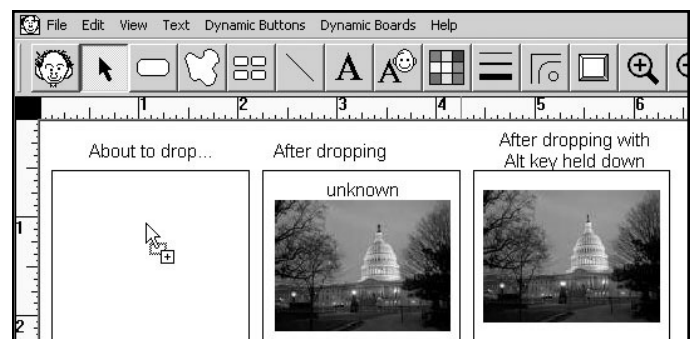 File Edit View Text Dynamic Buttons Dynamic Boards Help
A A
1 2 3 4 5 6
About to drop...
After dropping
After dropping with
Alt key held down
unknown
1
2